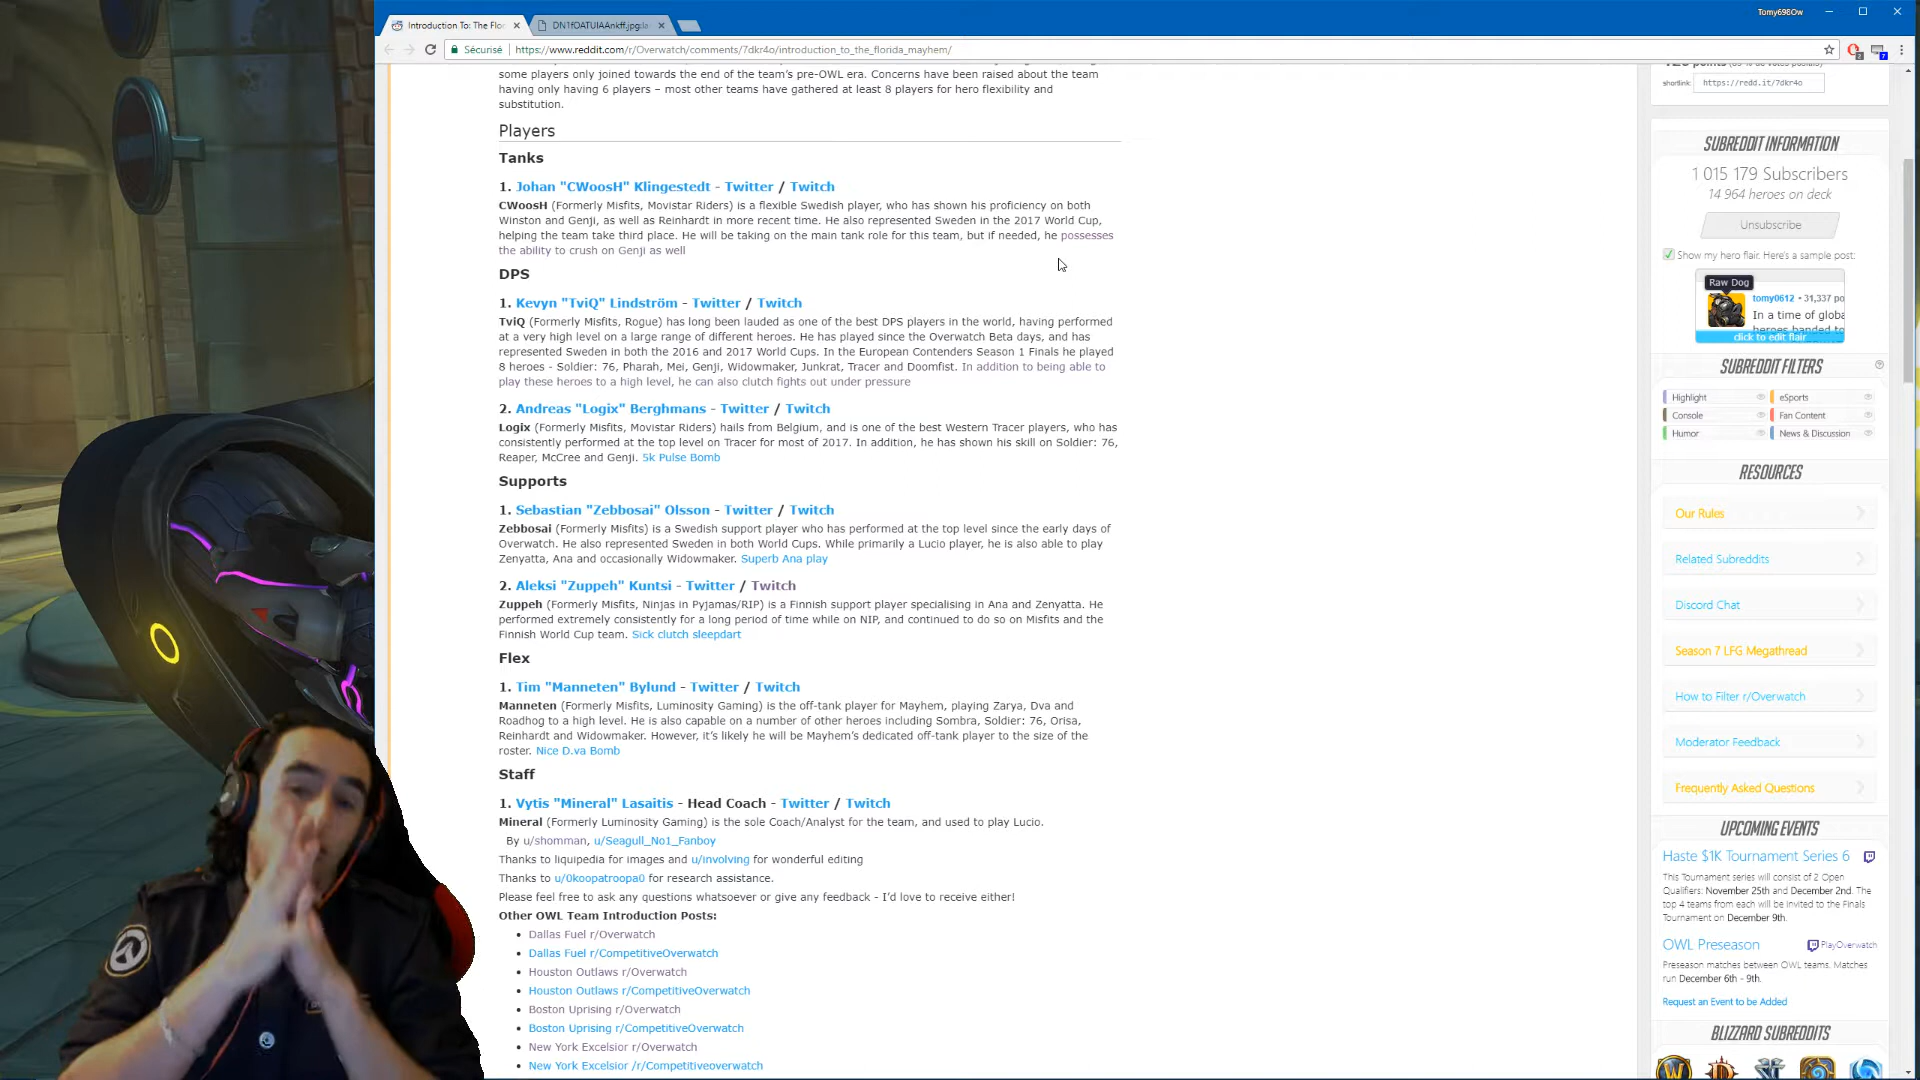 Tomy698Ow
Introduction To: The Flo
DN1fOATUIAAnkff.jpg:la
Sécurisé
https://www.reddit.com/r/Overwatch/comments/7dkr4o/introduction_to_the_florida_mayhem/
some players only joined towards the end of the team's pre-OWL era. Concerns have been raised about the team
having only having 6 players – most other teams have gathered at least 8 players for hero flexibility and
substitution.
Players
Tanks
1. Johan "CWoosH" Klingestedt - Twitter / Twitch
CWoosH (Formerly Misfits, Movistar Riders) is a flexible Swedish player, who has shown his proficiency on both
Winston and Genji, as well as Reinhardt in more recent time. He also represented Sweden in the 2017 World Cup,
helping the team take third place. He will be taking on the main tank role for this team, but if needed, he possesses
the ability to crush on Genji as well
DPS
1. Kevyn "TviQ" Lindström - Twitter / Twitch
TviQ (Formerly Misfits, Rogue) has long been lauded as one of the best DPS players in the world, having performed
at a very high level on a large range of different heroes. He has played since the Overwatch Beta days, and has
represented Sweden in both the 2016 and 2017 World Cups. In the European Contenders Season 1 Finals he played
8 heroes - Soldier: 76, Pharah, Mei, Genji, Widowmaker, Junkrat, Tracer and Doomfist. In addition to being able to
play these heroes to a high level, he can also clutch fights out under pressure
2. Andreas "Logix" Berghmans - Twitter / Twitch
Logix (Formerly Misfits, Movistar Riders) hails from Belgium, and is one of the best Western Tracer players, who has
consistently performed at the top level on Tracer for most of 2017. In addition, he has shown his skill on Soldier: 76,
Reaper, McCree and Genji. 5k Pulse Bomb
Supports
1. Sebastian "Zebbosai" Olsson - Twitter / Twitch
Zebbosai (Formerly Misfits) is a Swedish support player who has performed at the top level since the early days of
Overwatch. He also represented Sweden in both World Cups. While primarily a Lucio player, he is also able to play
Zenyatta, Ana and occasionally Widowmaker. Superb Ana play
2. Aleksi "Zuppeh" Kuntsi - Twitter / Twitch
Zuppeh (Formerly Misfits, Ninjas in Pyjamas/RIP) is a Finnish support player specialising in Ana and Zenyatta. He
performed extremely consistently for a long period of time while on NIP, and continued to do so on Misfits and the
Finnish World Cup team. Sick clutch sleepdart
Flex
1. Tim "Manneten" Bylund - Twitter / Twitch
Manneten (Formerly Misfits, Luminosity Gaming) is the off-tank player for Mayhem, playing Zarya, Dva and
Roadhog to a high level. He is also capable on a number of other heroes including Sombra, Soldier: 76, Orisa,
Reinhardt and Widowmaker. However, it's likely he will be Mayhem's dedicated off-tank player to the size of the
roster. Nice D.va Bomb
Staff
1. Vytis "Mineral" Lasaitis - Head Coach - Twitter / Twitch
Mineral (Formerly Luminosity Gaming) is the sole Coach/Analyst for the team, and used to play Lucio.
By u/shomman, u/Seagull_No1_Fanboy
Thanks to liquipedia for images and u/involving for wonderful editing
Thanks to u/0koopatroopa0 for research assistance.
Please feel free to ask any questions whatsoever or give any feedback - I'd love to receive either!
Other OWL Team Introduction Posts:
Dallas Fuel r/Overwatch
Dallas Fuel r/CompetitiveOverwatch
Houston Outlaws r/Overwatch
Houston Outlaws r/CompetitiveOverwatch
Boston Uprising r/Overwatch
Boston Uprising r/CompetitiveOverwatch
New York Excelsior r/Overwatch
New York Excelsior /r/Competitiveoverwatch
shortlink: https://redd.it/7dkr4o
SUBREDDIT INFORMATION
1 015 179 Subscribers
14 964 heroes on deck
Unsubscribe
Show my hero flair. Here's a sample post:
Raw Dog
tomy0612 • 31,337 po
In a time of globa
heroes banded to
click to edit flair
SUBREDDIT FILTERS
Highlight
eSports
Console
Fan Content
Humor
News & Discussion
RESOURCES
Our Rules
Related Subreddits
Discord Chat
Season 7 LFG Megathread
How to Filter r/Overwatch
Moderator Feedback
Frequently Asked Questions
UPCOMING EVENTS
Haste $1K Tournament Series 6
This Tournament series will consist of 2 Open
Qualifiers: November 25th and December 2nd. The
top 4 teams from each will be invited to the Finals
Tournament on December 9th.
OWL Preseason
PlayOverwatch
Preseason matches between OWL teams. Matches
run December 6th - 9th.
Request an Event to be Added
BLIZZARD SUBREDDITS